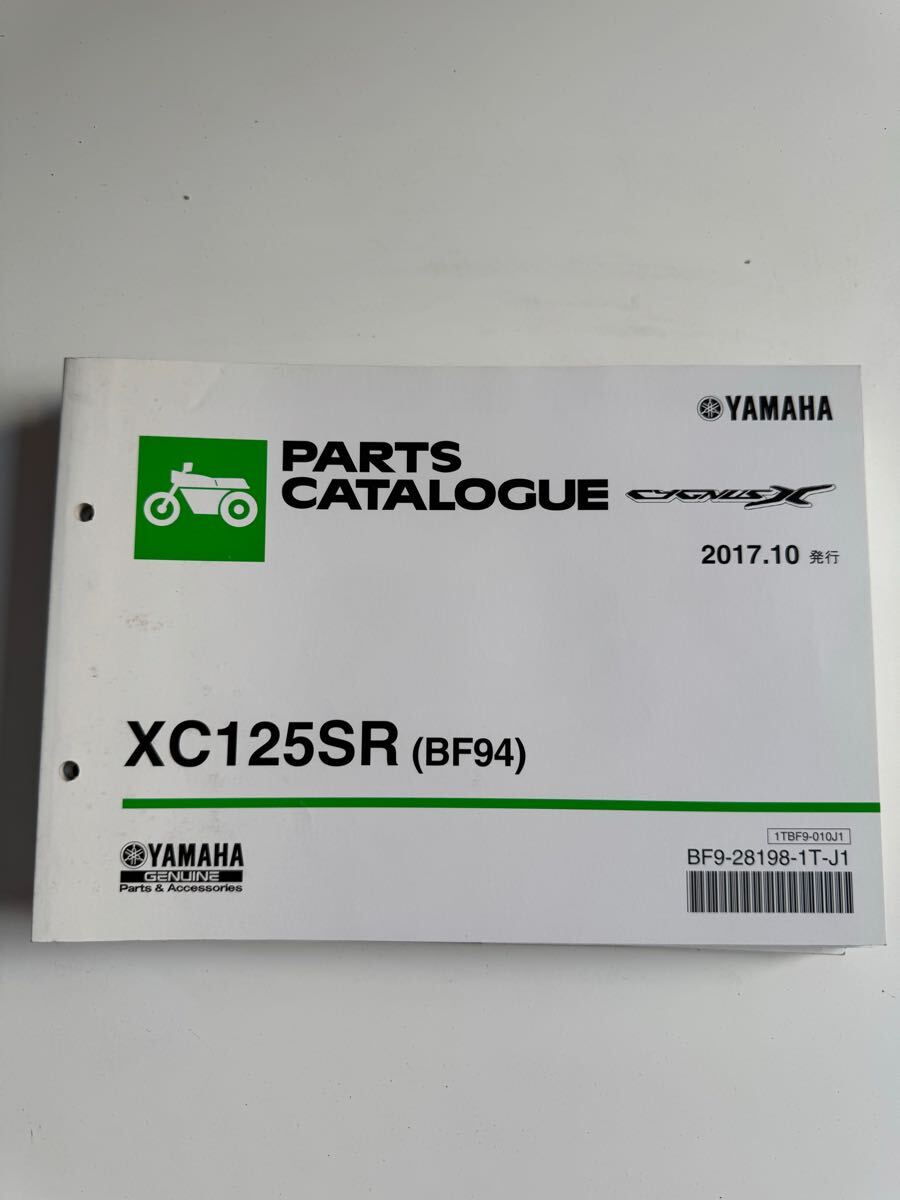 YAMAHA
PARTS
CATALOGUE
CYGNUS X
2017.10 発行
XC125SR (BF94)
YAMAHA
GENUINE
Parts & Accessories
1TBF9-010J1
BF9-28198-1T-J1